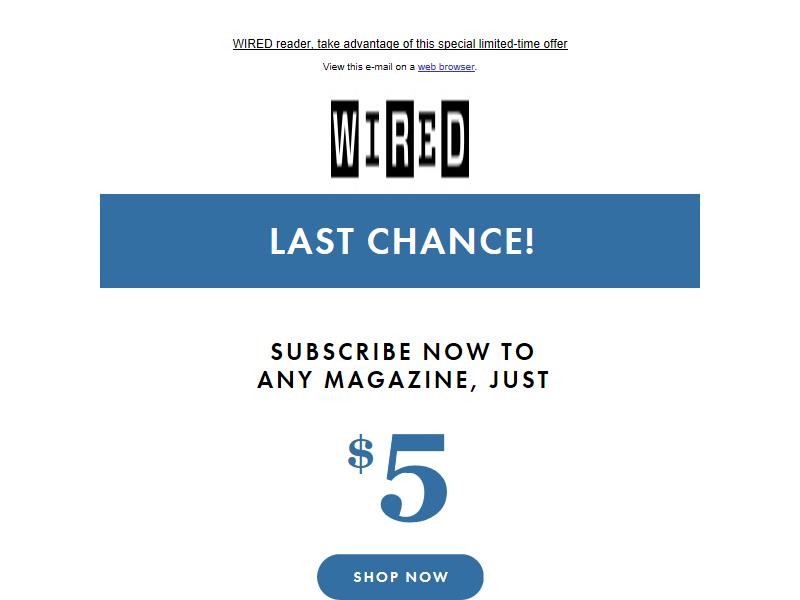 WIRED reader, take advantage of this special limited-time offer
View this e-mail on a web browser.
WIRED
LAST CHANCE!
SUBSCRIBE NOW TO
ANY MAGAZINE, JUST
$5
SHOP NOW